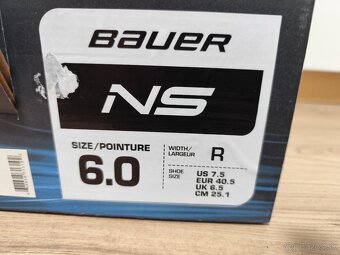 BAUER
NS
SIZE/POINTURE
6.0
WIDTH/
LARGEUR
R
SHOE
SIZE
US 7.5
EUR 40.5
UK 6.5
CM 25.1